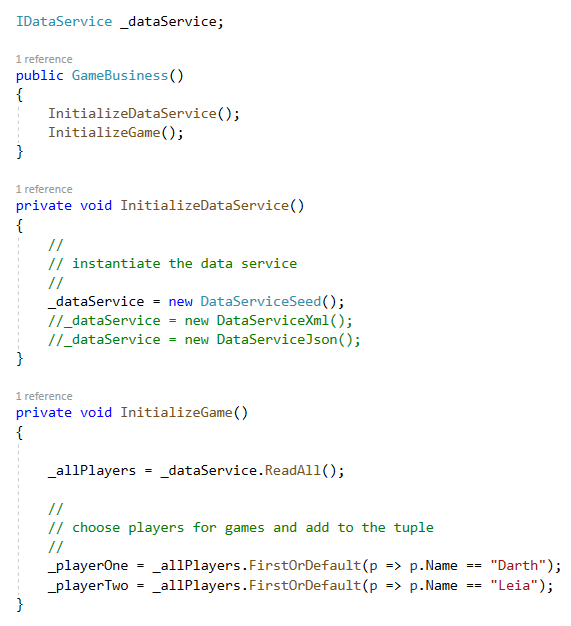 IDataService _dataService;
1 reference
public GameBusiness()
{
InitializeDataService();
InitializeGame();
}
1 reference
private void InitializeDataService()
{
//
// instantiate the data service
//
_dataService = new DataServiceSeed();
//_dataService = new DataServiceXml();
//_dataService = new DataServiceJson();
}
1 reference
private void InitializeGame()
{
_allPlayers = _dataService.ReadAll();
//
// choose players for games and add to the tuple
//
_playerOne = _allPlayers.FirstOrDefault(p => p.Name == "Darth");
_playerTwo = _allPlayers.FirstOrDefault(p => p.Name == "Leia");
}